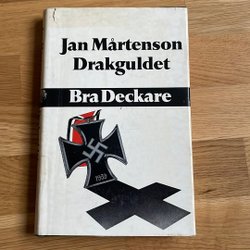 Jan Mårtenson
Drakguldet
Bra Deckare
1939